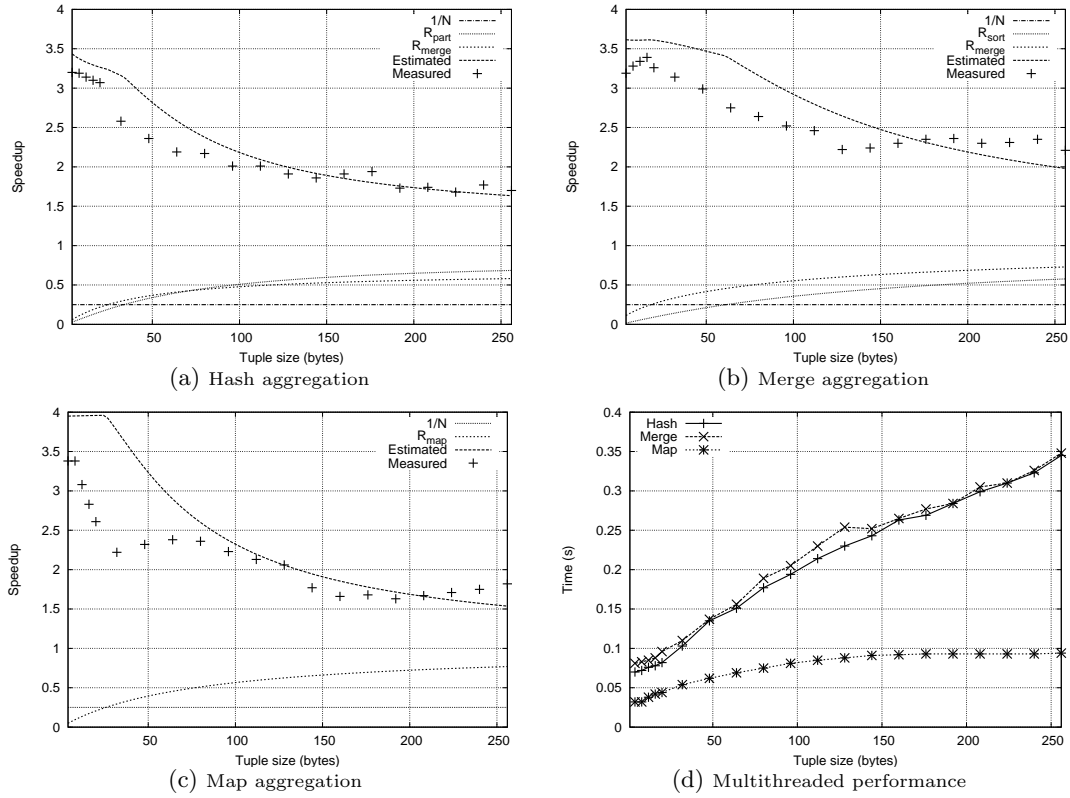 4
3.5
3
2.5
2
1.5
1
0.5
0
Speedup
1/N
R_part
R_merge
Estimated
Measured
50 100 150 200 250
Tuple size (bytes)
(a) Hash aggregation
4
3.5
3
2.5
2
1.5
1
0.5
0
Speedup
1/N
R_sort
R_merge
Estimated
Measured
50 100 150 200 250
Tuple size (bytes)
(b) Merge aggregation
4
3.5
3
2.5
2
1.5
1
0.5
0
Speedup
1/N
R_map
Estimated
Measured
50 100 150 200 250
Tuple size (bytes)
(c) Map aggregation
0.4
0.35
0.3
0.25
0.2
0.15
0.1
0.05
0
Time (s)
Hash
Merge
Map
50 100 150 200 250
Tuple size (bytes)
(d) Multithreaded performance